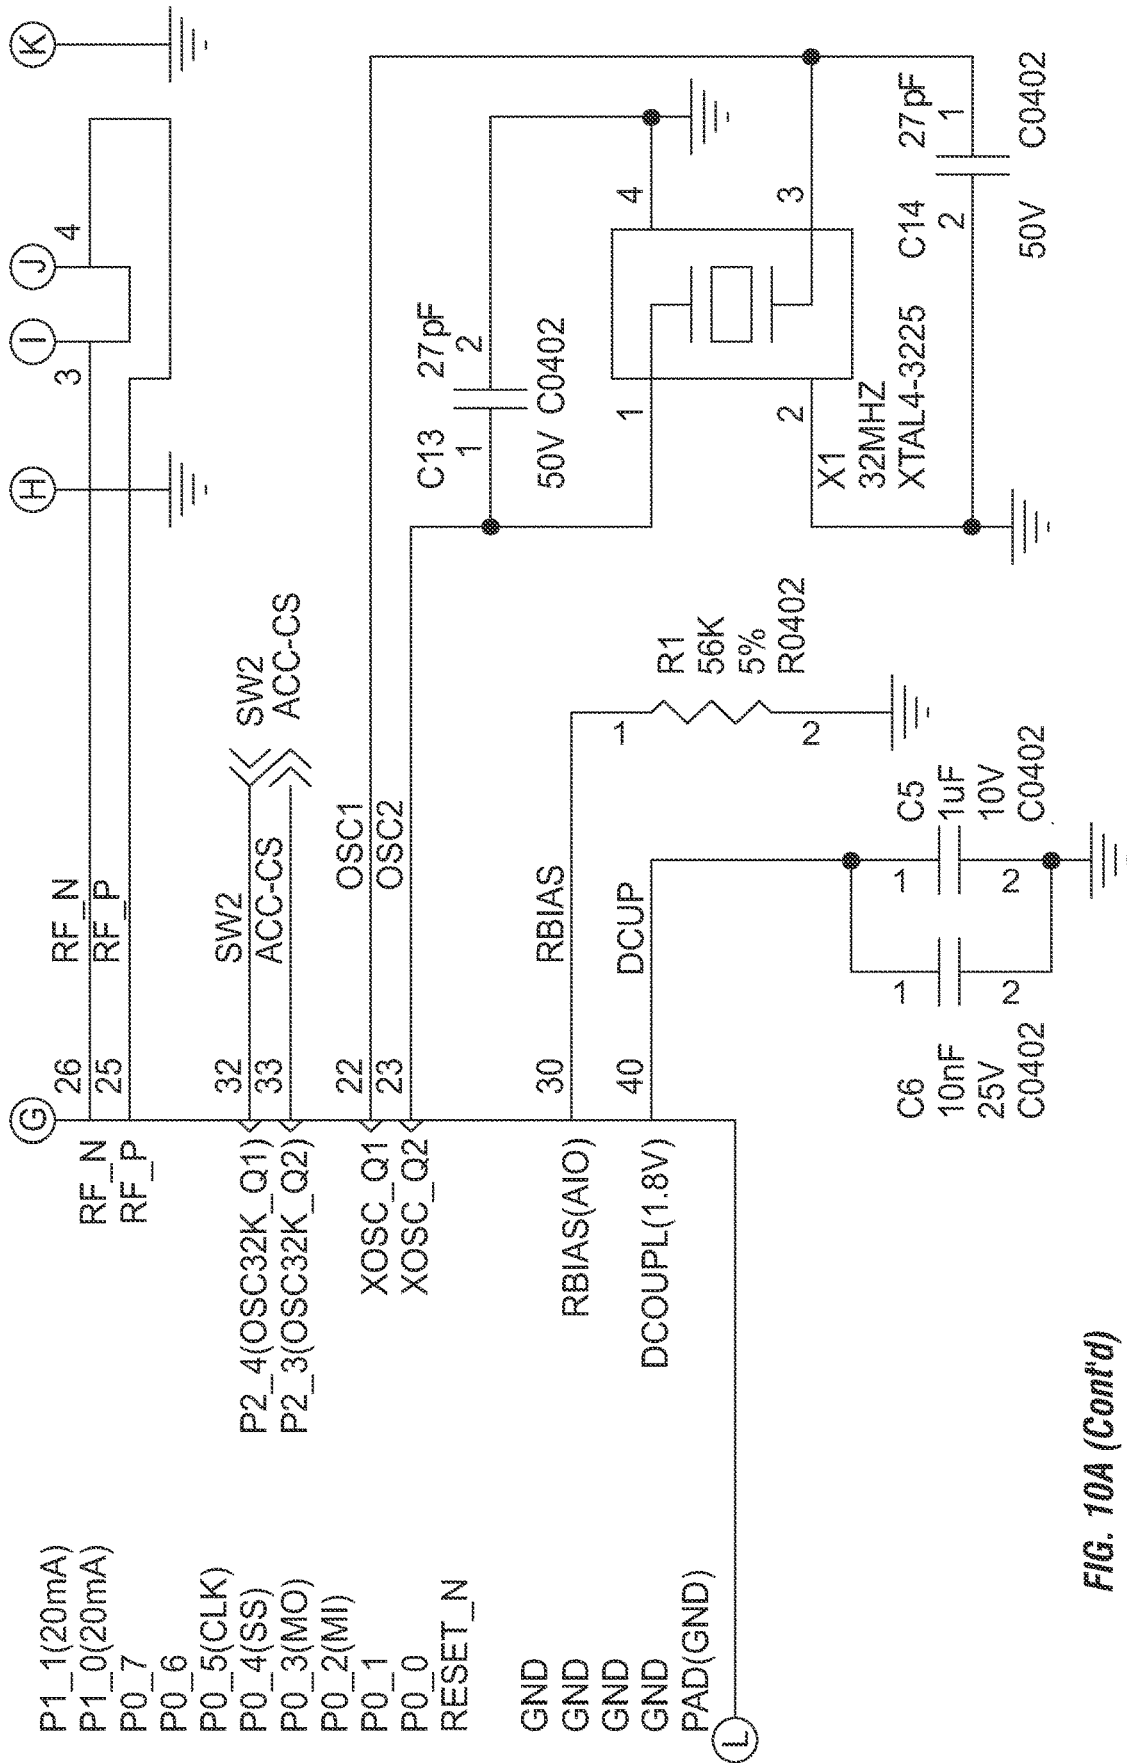 P1_1(20mA)
P1_0(20mA)
P0_7
P0_6
P0_5(CLK)
P0_4(SS)
P0_3(MO)
P0_2(MI)
P0_1
P0_0
RESET_N
GND
GND
GND
GND
PAD(GND)
L
G
RF_N
RF_P
P2_4(OSC32K_Q1)
P2_3(OSC32K_Q2)
XOSC_Q1
XOSC_Q2
RBIAS(AIO)
DCOUPL(1.8V)
26
25
32
33
22
23
30
40
RF_N
RF_P
SW2
ACC-CS
OSC1
OSC2
RBIAS
DCUP
SW2
ACC-CS
H
I
J
K
3
4
C13
27pF
1
2
50V
C0402
1
4
2
3
X1
32MHZ
XTAL4-3225
C14
27pF
2
1
50V
C0402
1
2
R1
56K
5%
R0402
1
2
C6
10nF
25V
C0402
1
2
C5
1uF
10V
C0402
FIG. 10A (Cont'd)